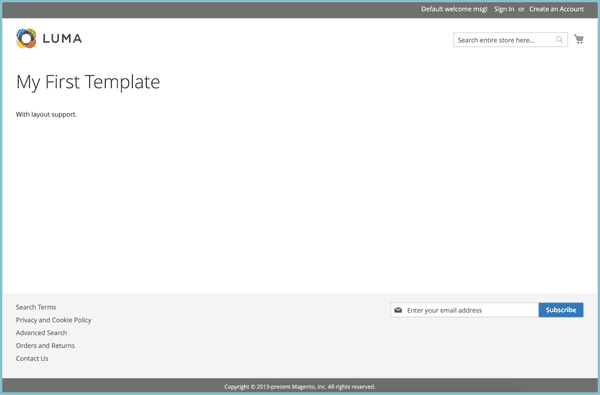 Default welcome msg! Sign In or Create an Account
LUMA
Search entire store here...
My First Template
With layout support.
Search Terms
Privacy and Cookie Policy
Advanced Search
Orders and Returns
Contact Us
Enter your email address
Subscribe
Copyright © 2013-present Magento, Inc. All rights reserved.